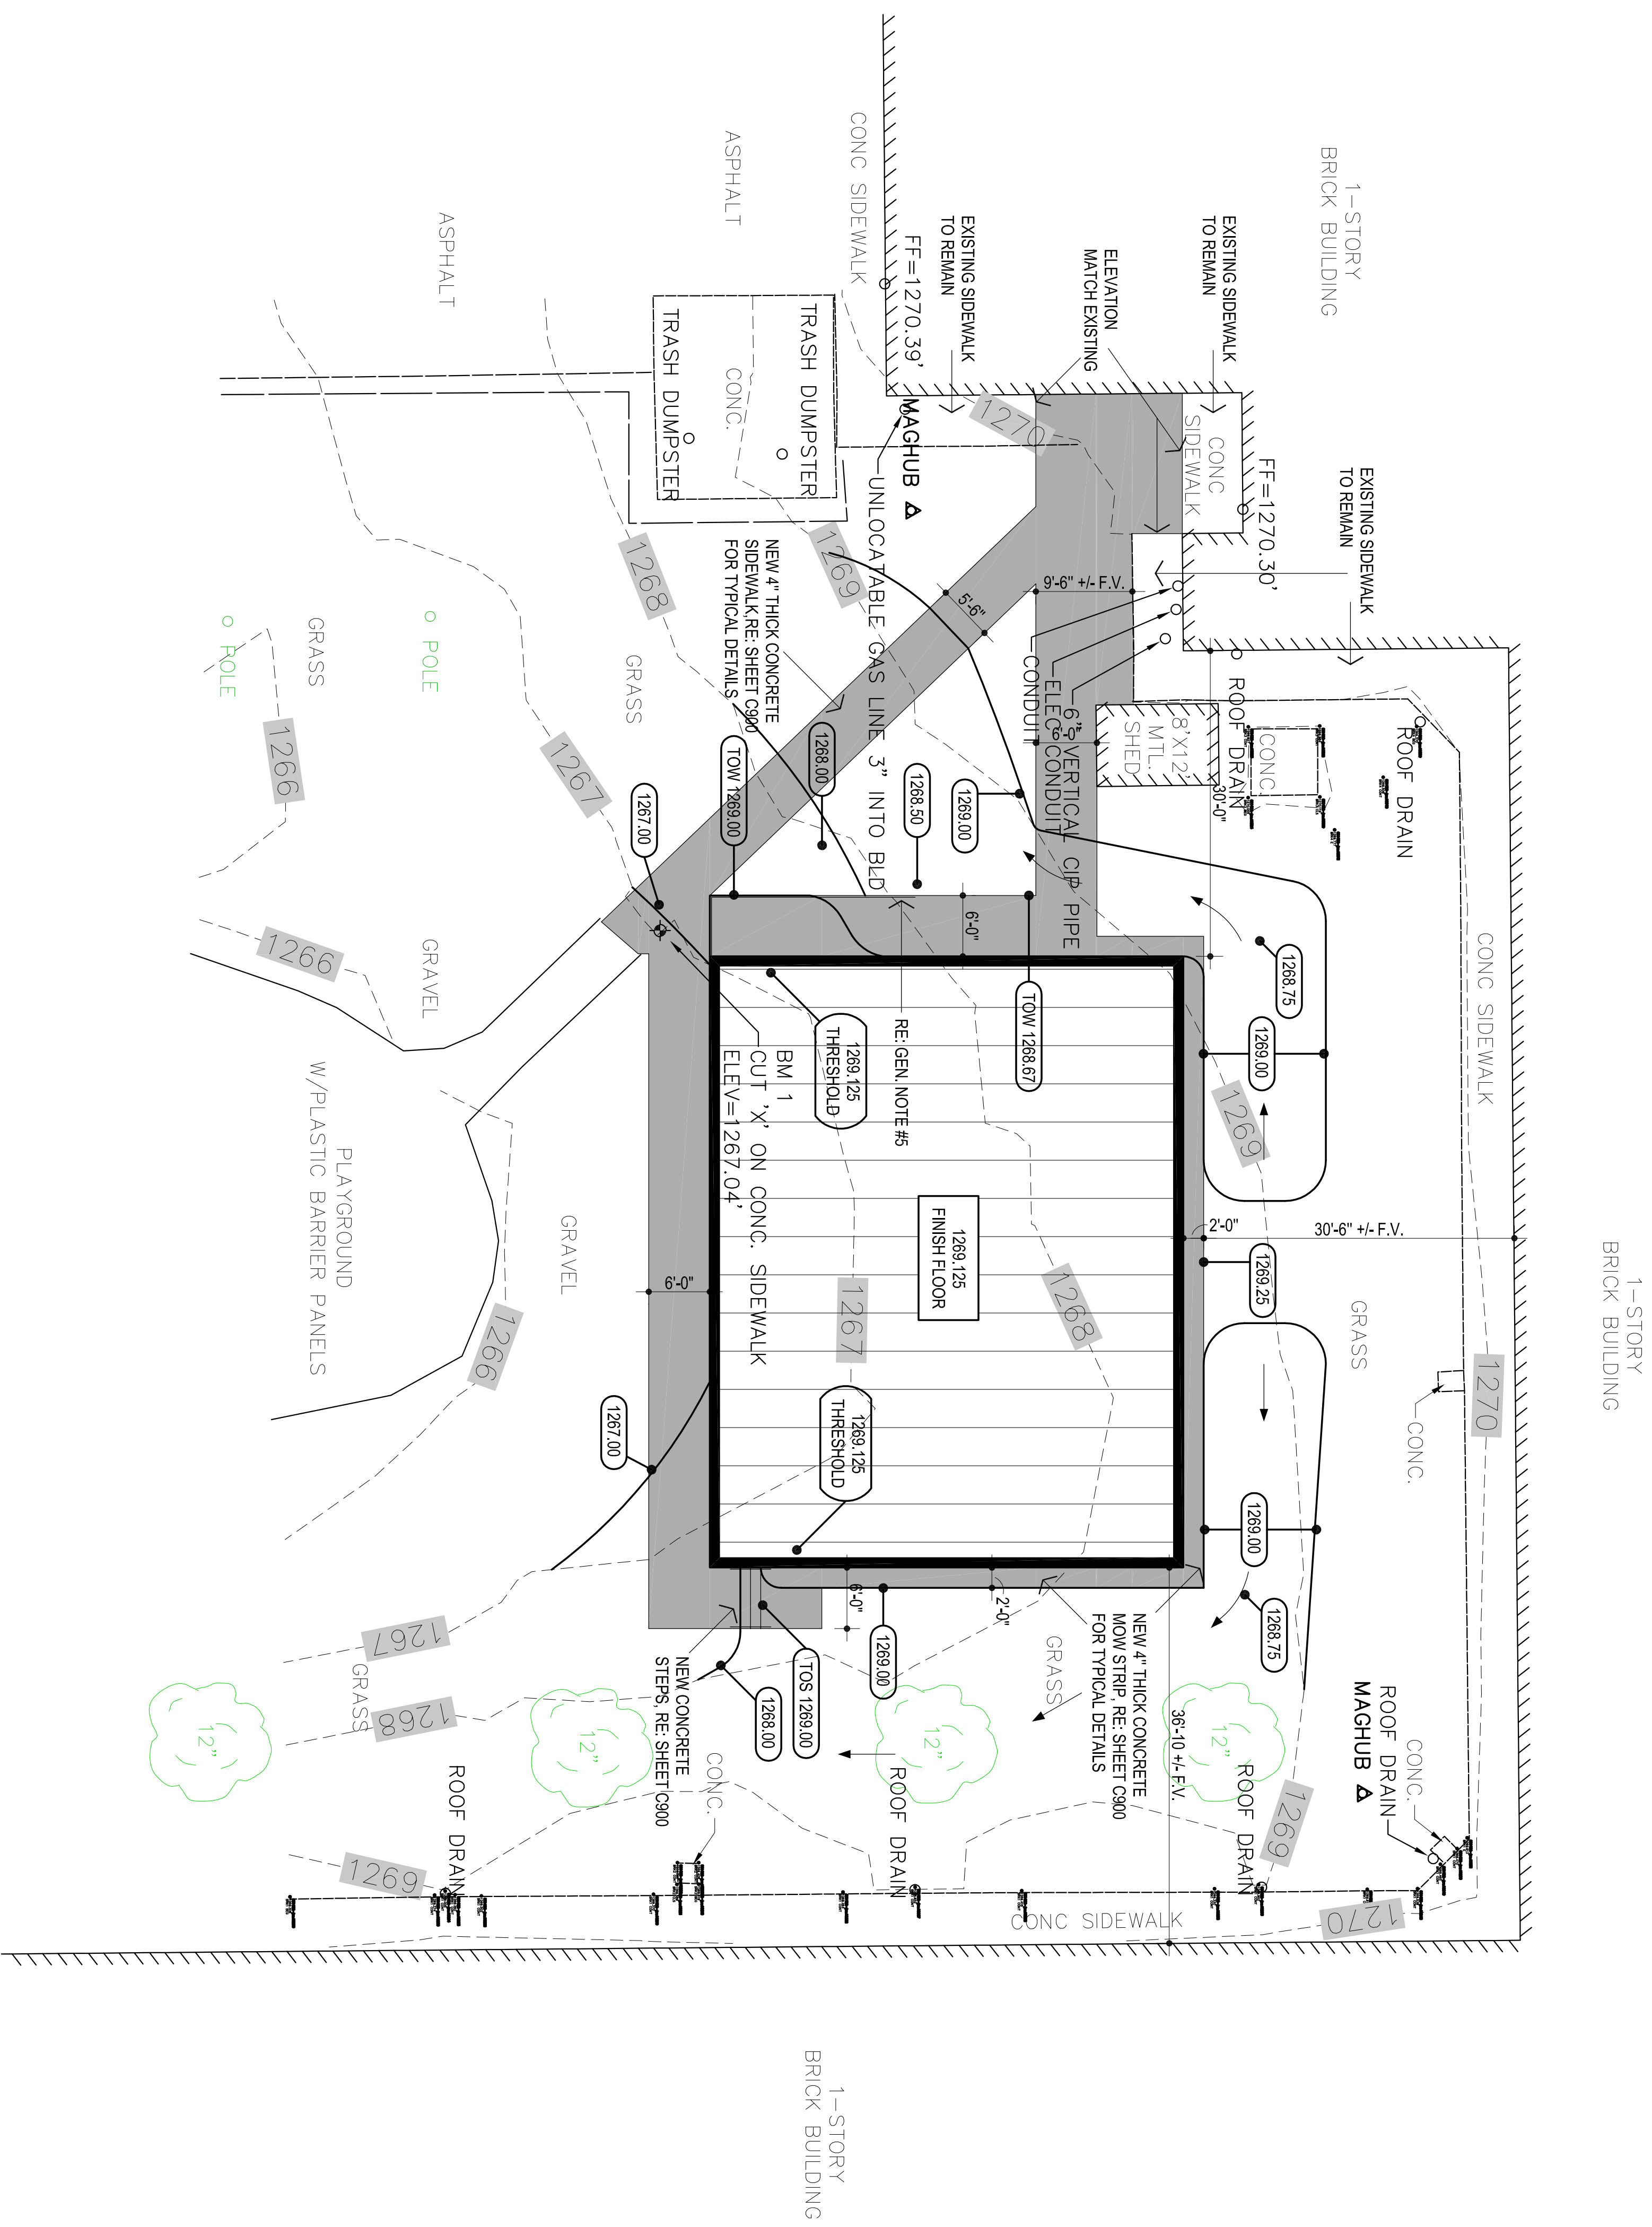 1-STORY
BRICK BUILDING
CONC SIDEWALK
ASPHALT
ASPHALT
EXISTING SIDEWALK
TO REMAIN
ELEVATION
MATCH EXISTING
EXISTING SIDEWALK
TO REMAIN
FF=1270.39'
MAGHUB
TRASH DUMPSTER
CONC.
TRASH DUMPSTER
1270
CONC
SIDEWALK
FF=1270.30'
EXISTING SIDEWALK
TO REMAIN
UNLOCATABLE GAS LINE 3" INTO BLD
1269
1268
NEW 4" THICK CONCRETE
SIDEWALK,RE: SHEET C900
FOR TYPICAL DETAILS
5'-6"
9'-6" +/- F.V.
6" VERTICAL CIP PIPE
ELEC CONDUIT
CONDUIT
6'-0"
8'X12'
MTL.
SHED
ROOF DRAIN
CONC.
ROOF DRAIN
30'-0"
GRASS
POLE
POLE
GRASS
1266
1267
1267.00
TOW 1269.00
1268.00
1268.50
1269.00
6'-0"
1268.75
1269.00
TOW 1268.67
RE: GEN. NOTE #5
1269.125
THRESHOLD
BM 1
CUT 'X' ON CONC. SIDEWALK
ELEV=1267.04'
1266
GRAVEL
PLAYGROUND
W/PLASTIC BARRIER PANELS
GRAVEL
CONC SIDEWALK
1269
1269.125
FINISH FLOOR
2'-0"
30'-6" +/- F.V.
1269.25
GRASS
1-STORY
BRICK BUILDING
6'-0"
1267
1268
1266
1270
CONC.
1269.125
THRESHOLD
1267.00
1269.00
1268.75
6'-0"
2'-0"
NEW 4" THICK CONCRETE
MOW STRIP, RE: SHEET C900
FOR TYPICAL DETAILS
GRASS
1269.00
TOS 1269.00
1268.00
NEW CONCRETE
STEPS, RE: SHEET C900
36'-10 +/- F.V.
1267
GRASS
1268
12"
12"
12"
12"
ROOF DRAIN
MAGHUB
CONC.
ROOF DRAIN
ROOF DRAIN
CONC.
ROOF DRAIN
1269
1269
1270
CONC SIDEWALK
1-STORY
BRICK BUILDING